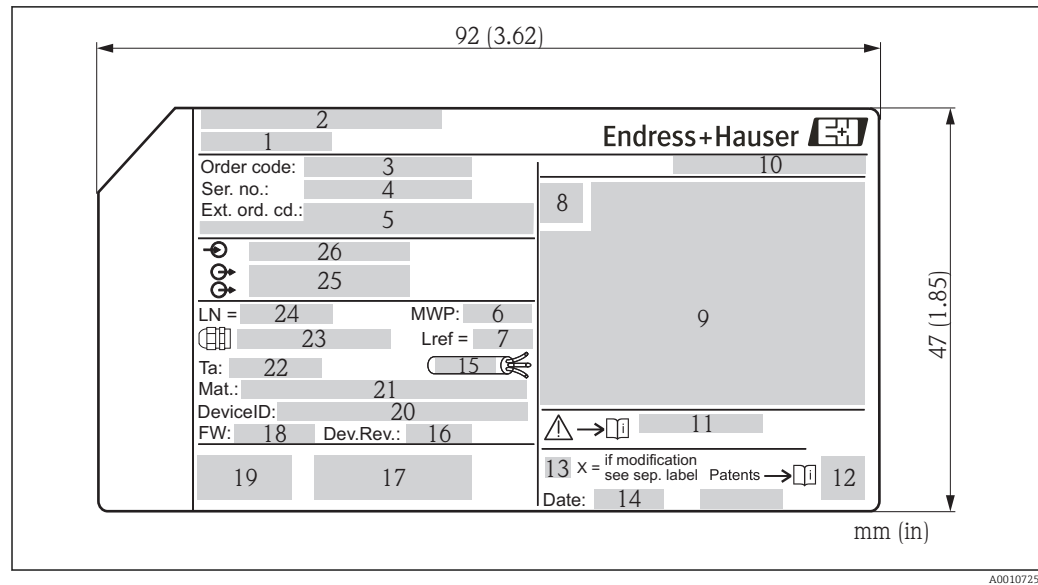 92 (3.62)
2
1
Endress+Hauser
Order code: 3
10
Ser. no.: 4
Ext. ord. cd.:
5
8
26
25
9
47 (1.85)
LN = 24 MWP: 6
23 Lref = 7
Ta: 22 15
Mat.: 21
DeviceID: 20
FW: 18 Dev.Rev.: 16
i 11
19 17
13 X = if modification
see sep. label Patents i 12
Date: 14
mm (in)
A0010725